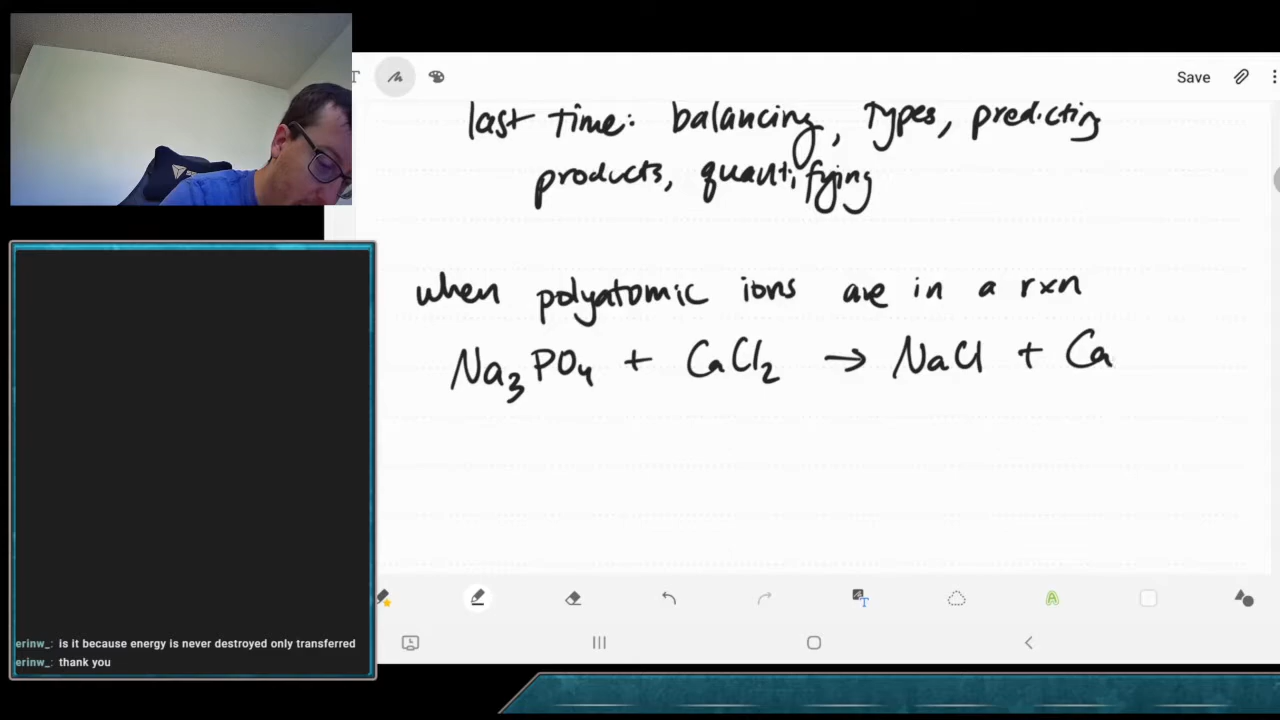 T
Save
last time: balancing, types, predicting
products, quantifying
when polyatomic ions are in a rxn
Na₃PO₄ + CaCl₂ → NaCl + Ca
erinw_: is it because energy is never destroyed only transferred
erinw_: thank you